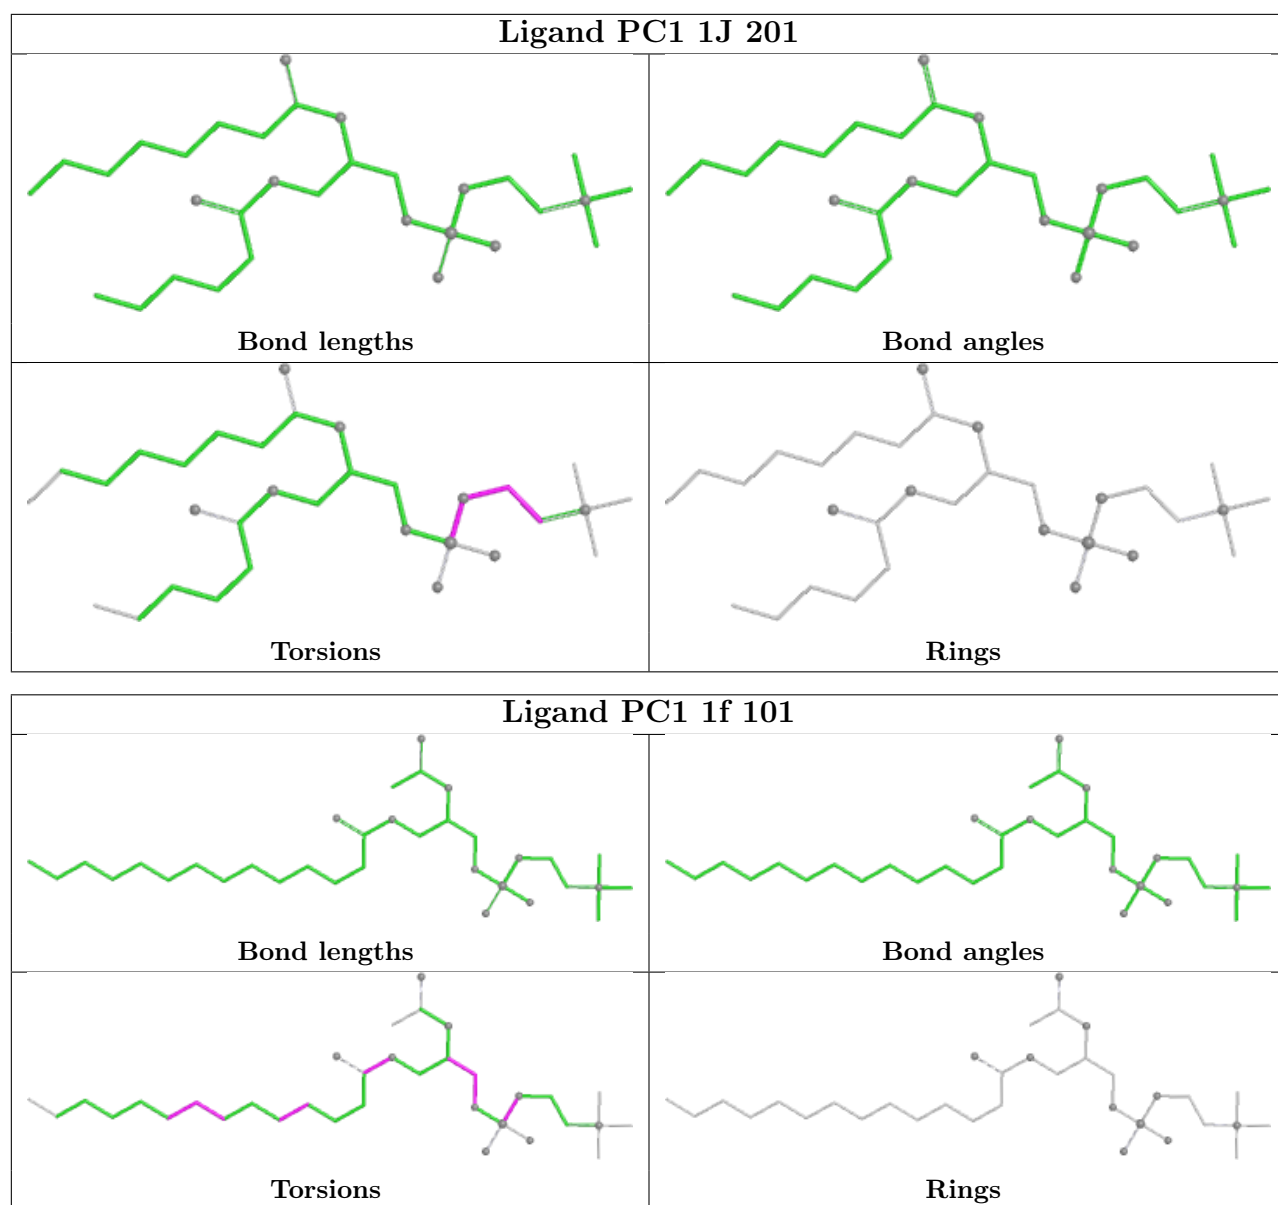 Ligand PC1 1J 201
Bond lengths
Bond angles
Torsions
Rings
Ligand PC1 1f 101
Bond lengths
Bond angles
Torsions
Rings